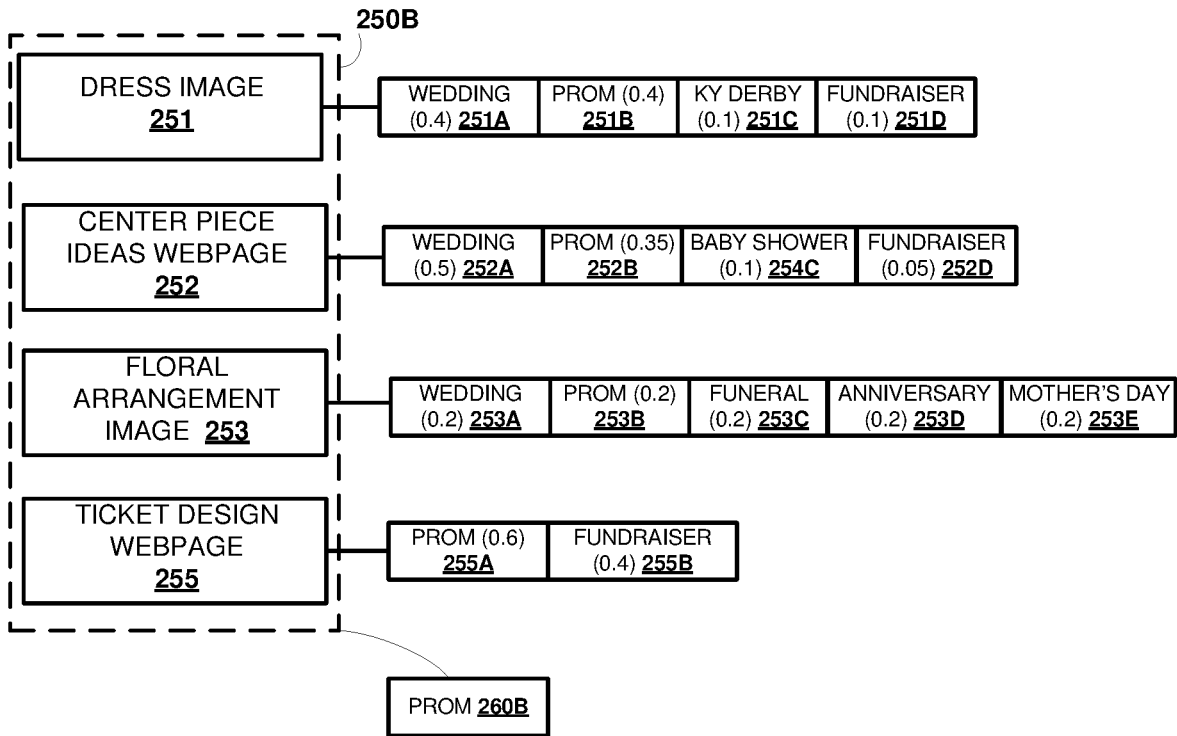 250B
DRESS IMAGE
251
WEDDING
(0.4) 251A
PROM (0.4)
251B
KY DERBY
(0.1) 251C
FUNDRAISER
(0.1) 251D
CENTER PIECE
IDEAS WEBPAGE
252
WEDDING
(0.5) 252A
PROM (0.35)
252B
BABY SHOWER
(0.1) 254C
FUNDRAISER
(0.05) 252D
FLORAL
ARRANGEMENT
IMAGE 253
WEDDING
(0.2) 253A
PROM (0.2)
253B
FUNERAL
(0.2) 253C
ANNIVERSARY
(0.2) 253D
MOTHER'S DAY
(0.2) 253E
TICKET DESIGN
WEBPAGE
255
PROM (0.6)
255A
FUNDRAISER
(0.4) 255B
PROM 260B